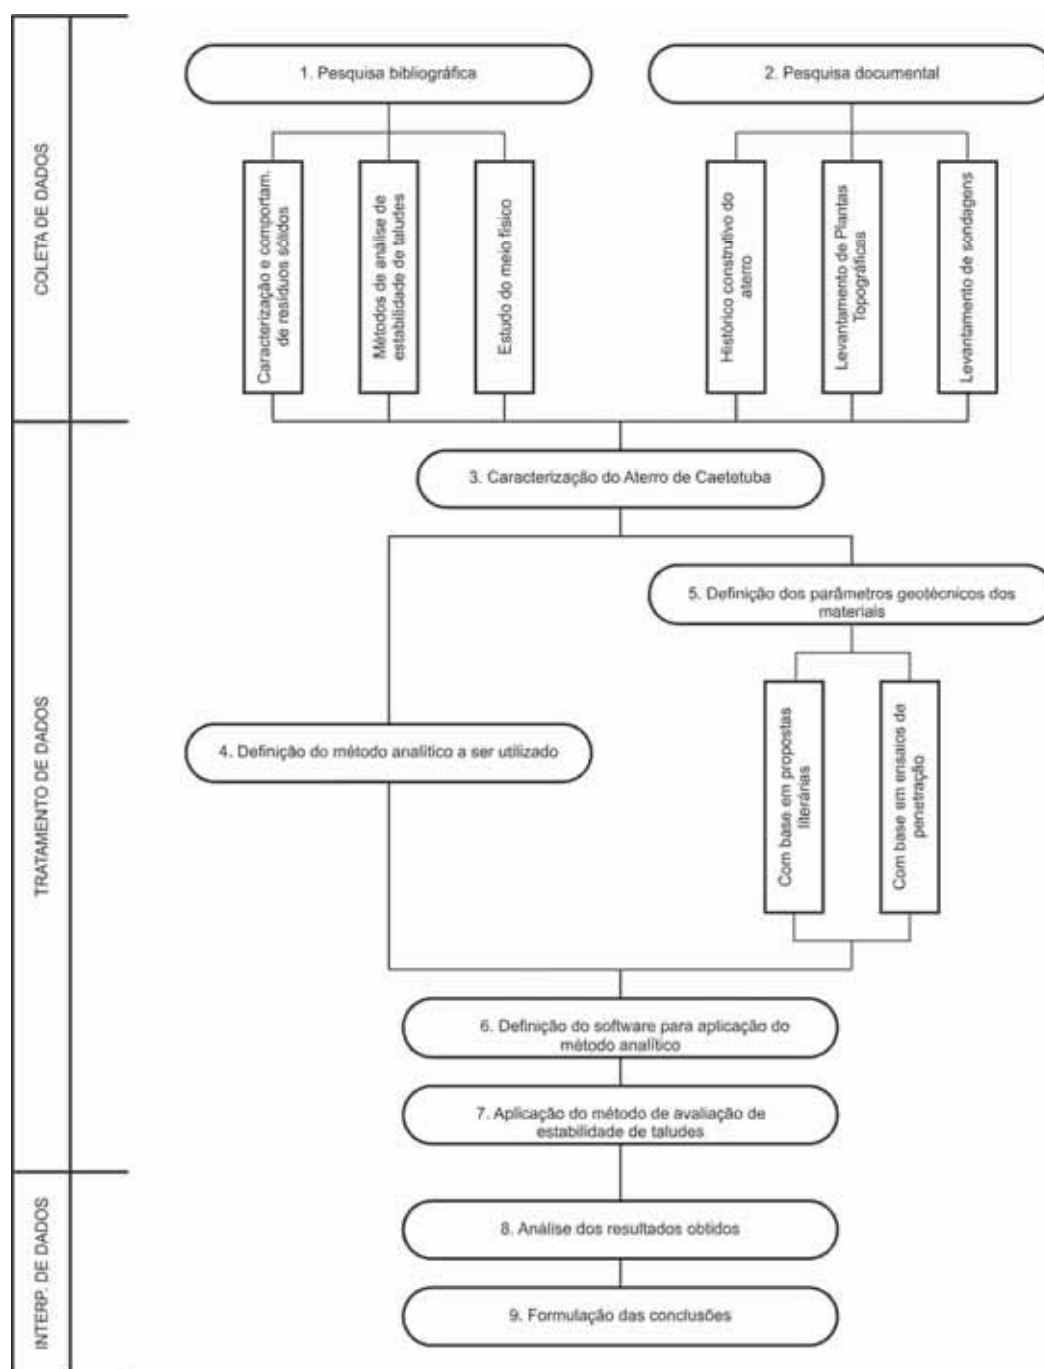 COLETA DE DADOS
1. Pesquisa bibliográfica
2. Pesquisa documental
Caracterização e comportam.
de resíduos sólidos
Métodos de análise de
estabilidade de taludes
Estudo do meio físico
Histórico construtivo do
aterro
Levantamento de Plantas
Topográficas
Levantamento de sondagens
TRATAMENTO DE DADOS
3. Caracterização do Aterro de Caetetuba
5. Definição dos parâmetros geotécnicos dos
materiais
4. Definição do método analítico a ser utilizado
Com base em propostas
literárias
Com base em ensaios de
penetração
6. Definição do software para aplicação do
método analítico
7. Aplicação do método de avaliação de
estabilidade de taludes
INTERP. DE DADOS
8. Análise dos resultados obtidos
9. Formulação das conclusões